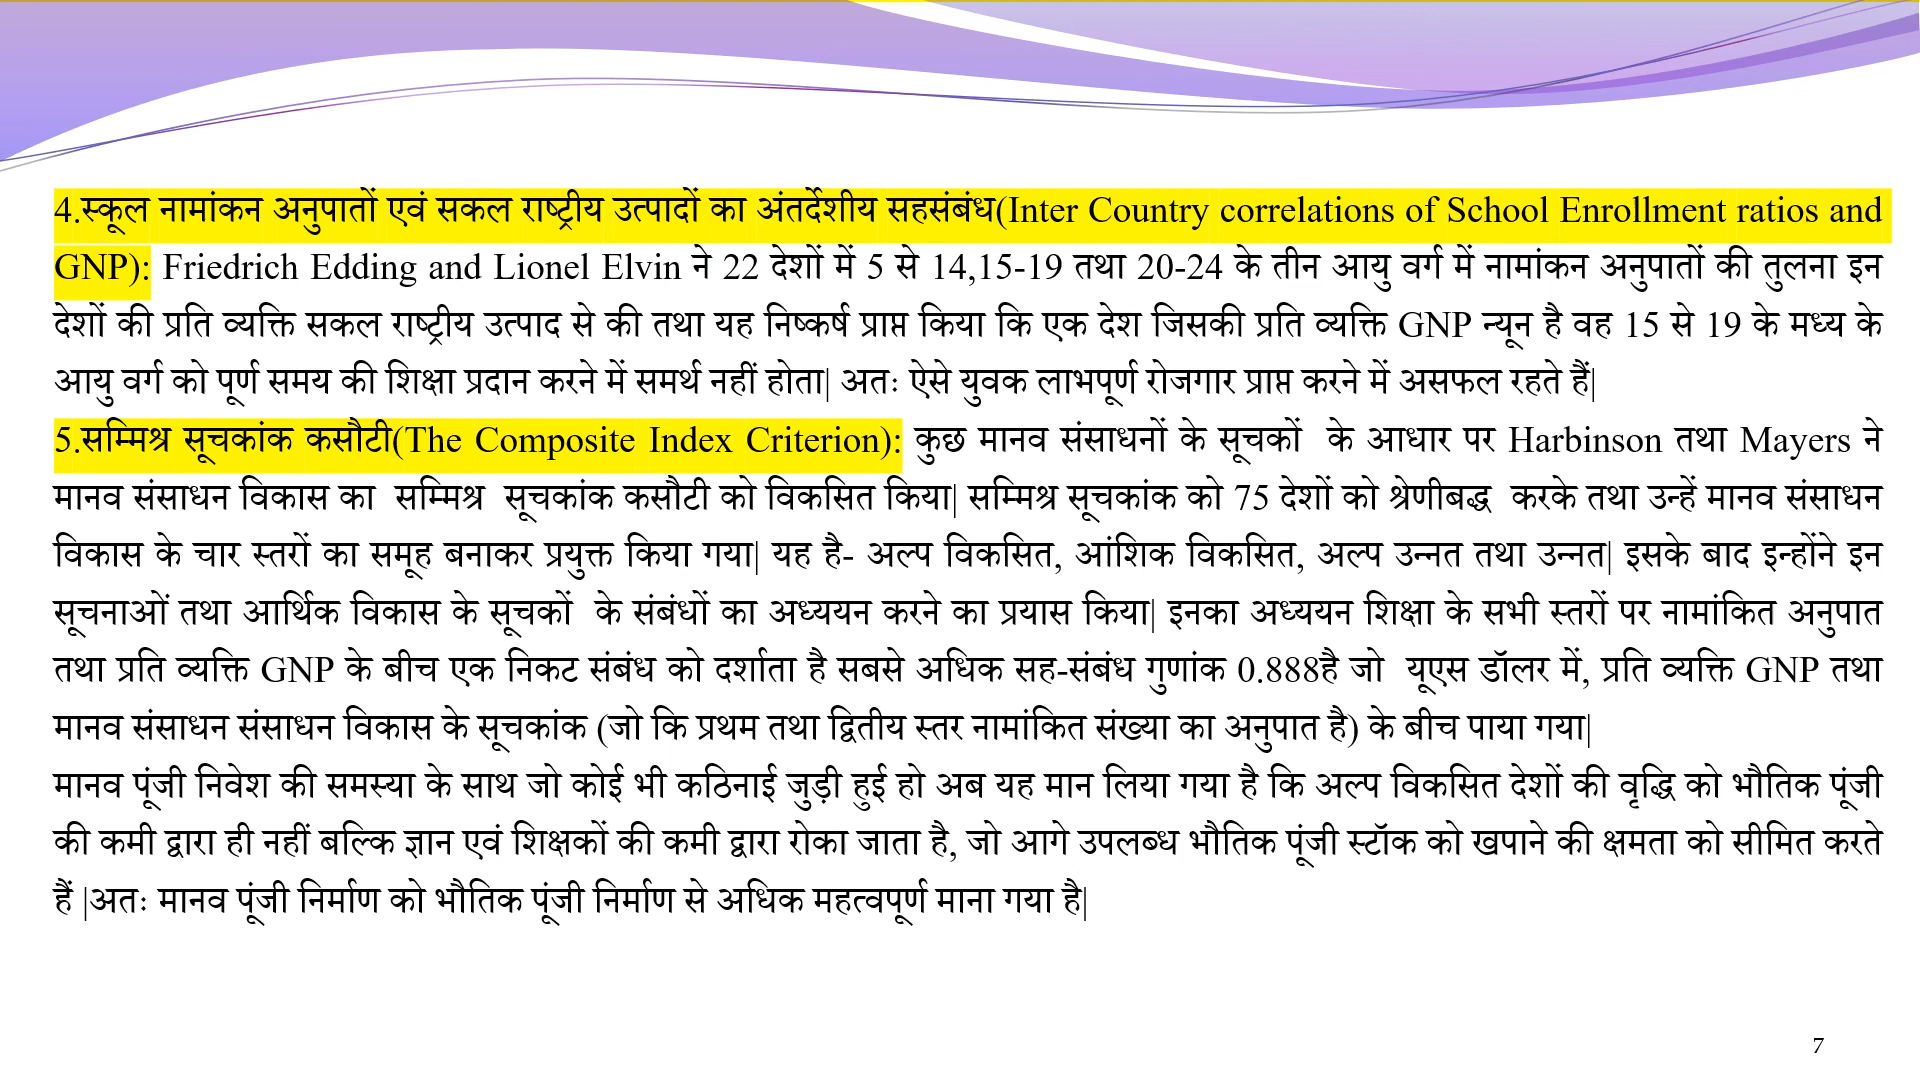 4.स्कूल नामांकन अनुपातों एवं सकल राष्ट्रीय उत्पादों का अंतर्देशीय सहसंबंध(Inter Country correlations of School Enrollment ratios and
GNP): Friedrich Edding and Lionel Elvin ने 22 देशों में 5 से 14,15-19 तथा 20-24 के तीन आयु वर्ग में नामांकन अनुपातों की तुलना इन
देशों की प्रति व्यक्ति सकल राष्ट्रीय उत्पाद से की तथा यह निष्कर्ष प्राप्त किया कि एक देश जिसकी प्रति व्यक्ति GNP न्यून है वह 15 से 19 के मध्य के
आयु वर्ग को पूर्ण समय की शिक्षा प्रदान करने में समर्थ नहीं होता| अतः ऐसे युवक लाभपूर्ण रोजगार प्राप्त करने में असफल रहते हैं|
5.सम्मिश्र सूचकांक कसौटी(The Composite Index Criterion): कुछ मानव संसाधनों के सूचकों के आधार पर Harbinson तथा Mayers ने
मानव संसाधन विकास का सम्मिश्र सूचकांक कसौटी को विकसित किया| सम्मिश्र सूचकांक को 75 देशों को श्रेणीबद्ध करके तथा उन्हें मानव संसाधन
विकास के चार स्तरों का समूह बनाकर प्रयुक्त किया गया| यह है- अल्प विकसित, आंशिक विकसित, अल्प उन्नत तथा उन्नत| इसके बाद इन्होंने इन
सूचनाओं तथा आर्थिक विकास के सूचकों के संबंधों का अध्ययन करने का प्रयास किया| इनका अध्ययन शिक्षा के सभी स्तरों पर नामांकित अनुपात
तथा प्रति व्यक्ति GNP के बीच एक निकट संबंध को दर्शाता है सबसे अधिक सह-संबंध गुणांक 0.888है जो यूएस डॉलर में, प्रति व्यक्ति GNP तथा
मानव संसाधन संसाधन विकास के सूचकांक (जो कि प्रथम तथा द्वितीय स्तर नामांकित संख्या का अनुपात है) के बीच पाया गया|
मानव पूंजी निवेश की समस्या के साथ जो कोई भी कठिनाई जुड़ी हुई हो अब यह मान लिया गया है कि अल्प विकसित देशों की वृद्धि को भौतिक पूंजी
की कमी द्वारा ही नहीं बल्कि ज्ञान एवं शिक्षकों की कमी द्वारा रोका जाता है, जो आगे उपलब्ध भौतिक पूंजी स्टॉक को खपाने की क्षमता को सीमित करते
हैं |अतः मानव पूंजी निर्माण को भौतिक पूंजी निर्माण से अधिक महत्वपूर्ण माना गया है|
7